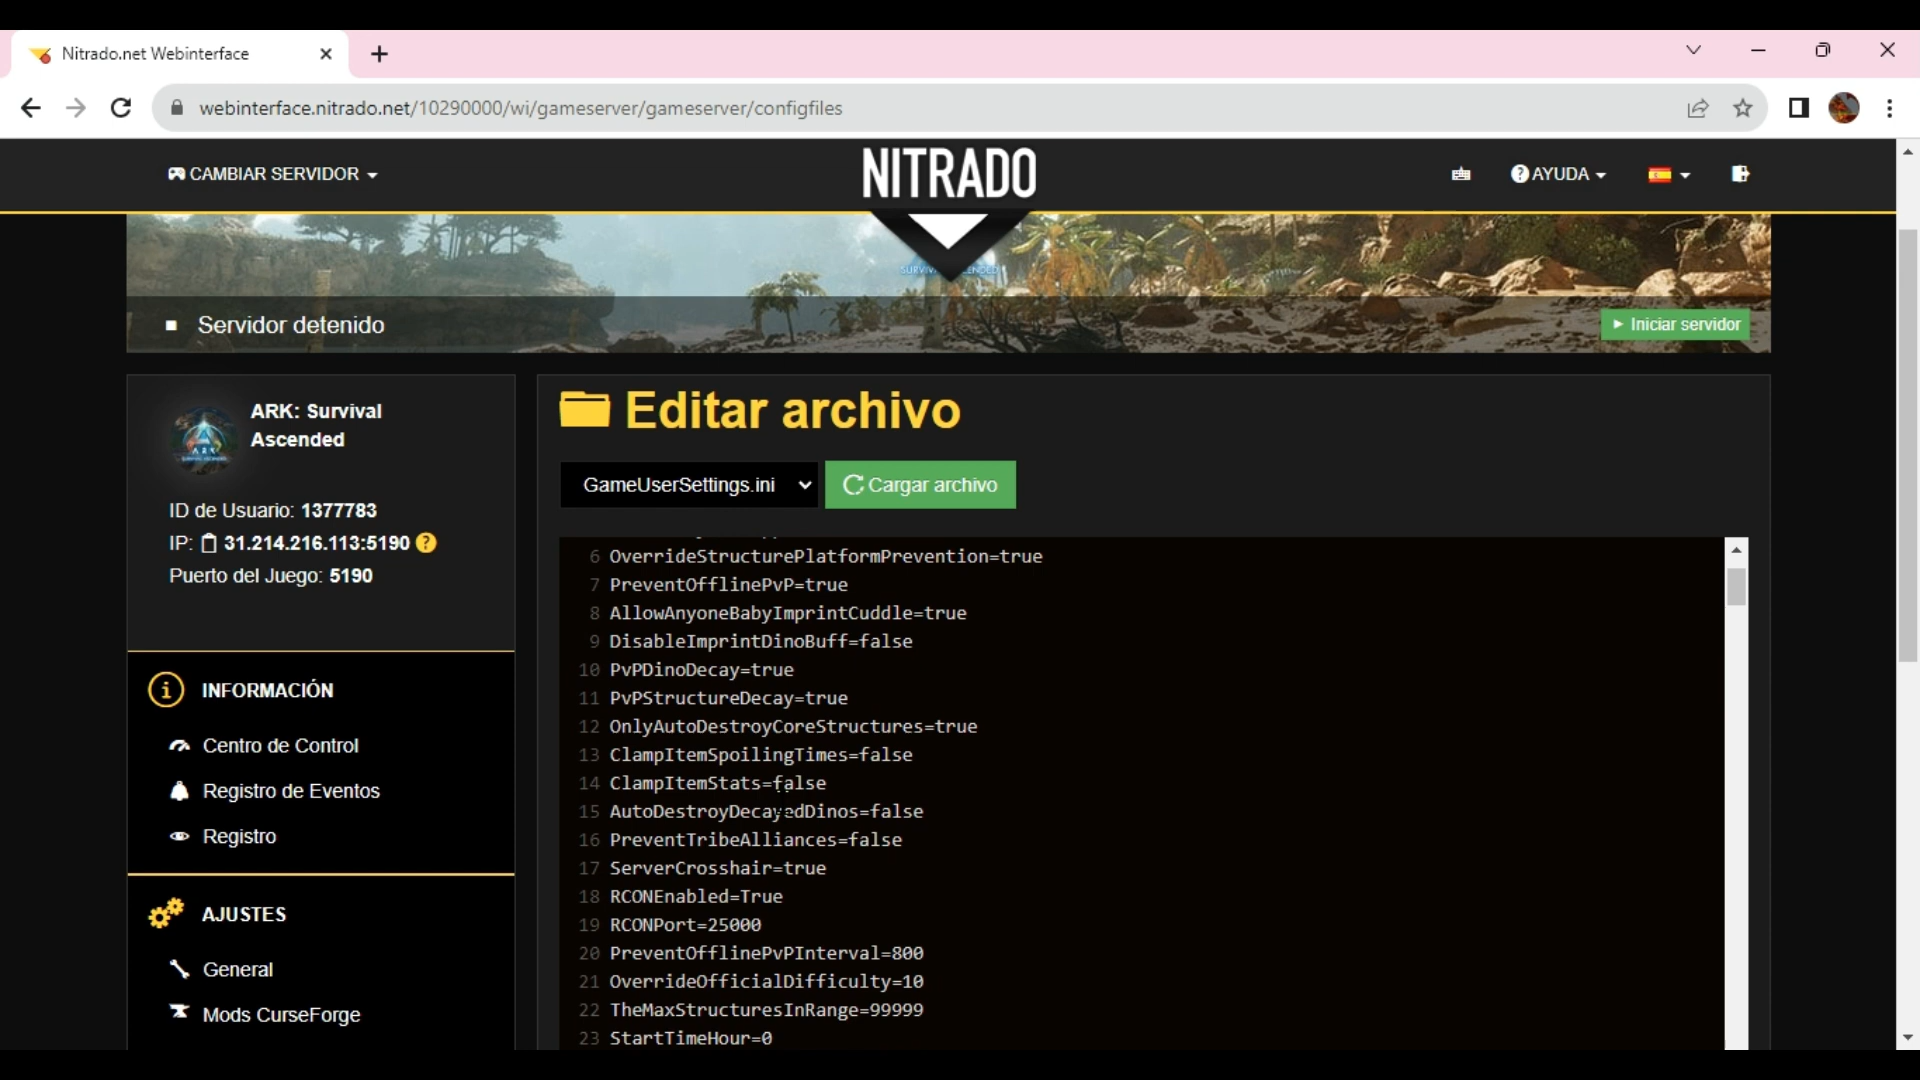 Nitrado.net Webinterface
webinterface.nitrado.net/10290000/wi/gameserver/gameserver/configfiles
CAMBIAR SERVIDOR
NITRADO
AYUDA
Servidor detenido
Iniciar servidor
ARK: Survival
Ascended
ID de Usuario: 1377783
IP: 31.214.216.113:5190
Puerto del Juego: 5190
INFORMACIÓN
Centro de Control
Registro de Eventos
Registro
AJUSTES
General
Mods CurseForge
Editar archivo
GameUserSettings.ini
Cargar archivo
6 OverrideStructurePlatformPrevention=true
7 PreventOfflinePvP=true
8 AllowAnyoneBabyImprintCuddle=true
9 DisableImprintDinoBuff=false
10 PvPDinoDecay=true
11 PvPStructureDecay=true
12 OnlyAutoDestroyCoreStructures=true
13 ClampItemSpoilingTimes=false
14 ClampItemStats=false
15 AutoDestroyDecayedDinos=false
16 PreventTribeAlliances=false
17 ServerCrosshair=true
18 RCONEnabled=True
19 RCONPort=25000
20 PreventOfflinePvPInterval=800
21 OverrideOfficialDifficulty=10
22 TheMaxStructuresInRange=99999
23 StartTimeHour=0